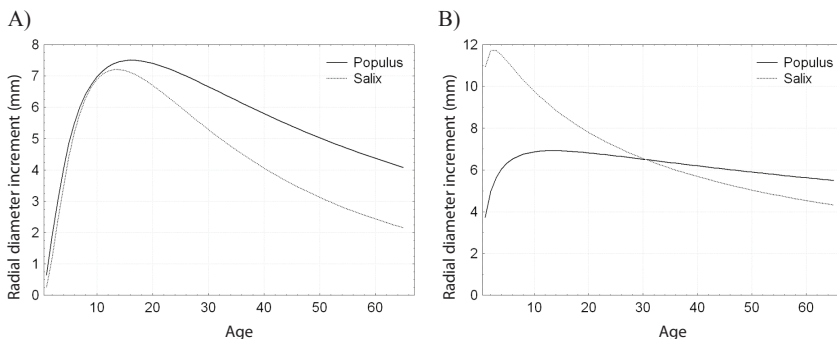 A)
Radial diameter increment (mm)
8
7
6
5
4
3
2
1
0
Populus
Salix
10 20 30 40 50 60
Age
B)
Radial diameter increment (mm)
12
10
8
6
4
2
0
Populus
Salix
10 20 30 40 50 60
Age